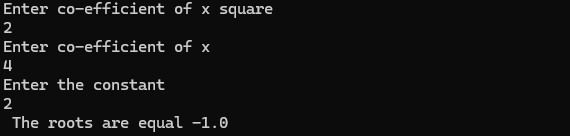 Enter co-efficient of x square
2
Enter co-efficient of x
4
Enter the constant
2
The roots are equal -1.0